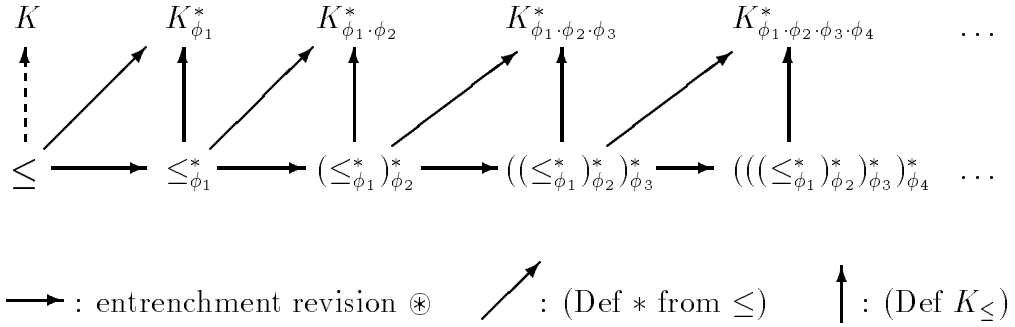 K K*_{φ₁} K*_{φ₁·φ₂} K*_{φ₁·φ₂·φ₃} K*_{φ₁·φ₂·φ₃·φ₄} ...
≤ ≤*_{φ₁} (≤*_{φ₁})*_{φ₂} ((≤*_{φ₁})*_{φ₂})*_{φ₃} (((≤*_{φ₁})*_{φ₂})*_{φ₃})*_{φ₄} ...
: entrenchment revision ⊛ : (Def * from ≤) : (Def K_≤)